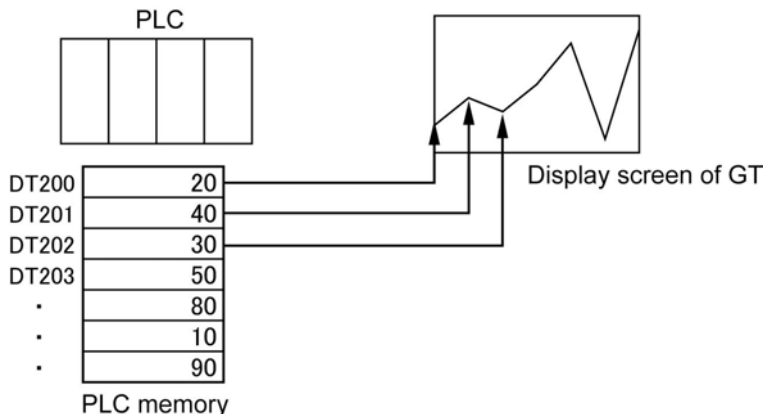 PLC
DT200 20
DT201 40
DT202 30
DT203 50
・ 80
・ 10
・ 90
PLC memory
Display screen of GT